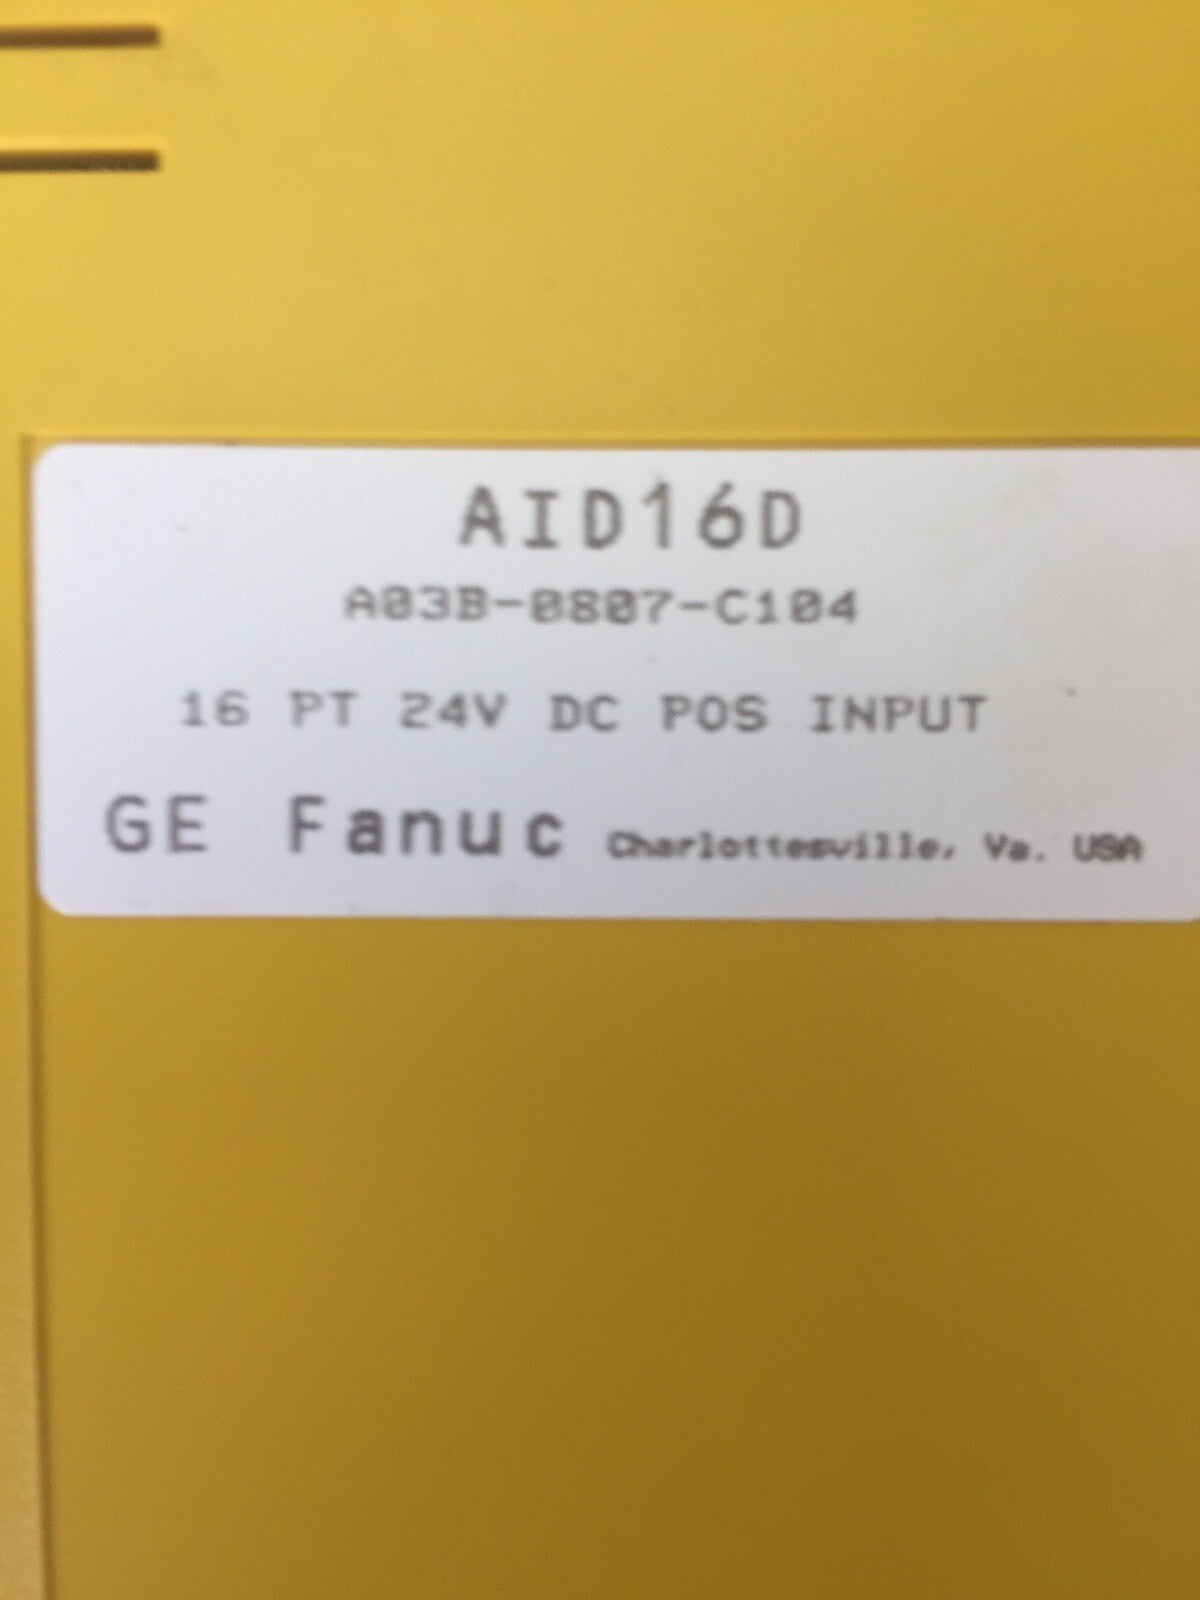 AID16D
A03B-0807-C104
16 PT 24V DC POS INPUT
GE Fanuc Charlottesville, Va. USA